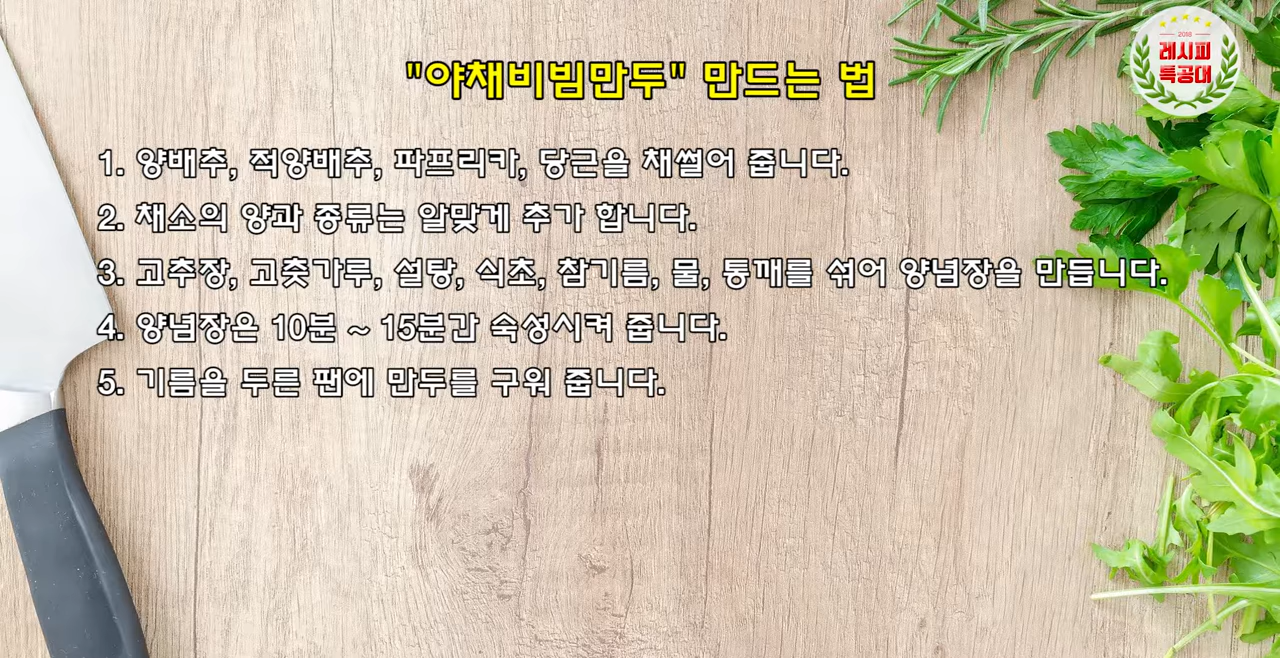 2018
레시피
특공대
"야채비빔만두" 만드는 법
1. 양배추, 적양배추, 파프리카, 당근을 채썰어 줍니다.
2. 채소의 양과 종류는 알맞게 추가 합니다.
3. 고추장, 고춧가루, 설탕, 식초, 참기름, 물, 통깨를 섞어 양념장을 만듭니다.
4. 양념장은 10분 ~ 15분간 숙성시켜 줍니다.
5. 기름을 두른 팬에 만두를 구워 줍니다.